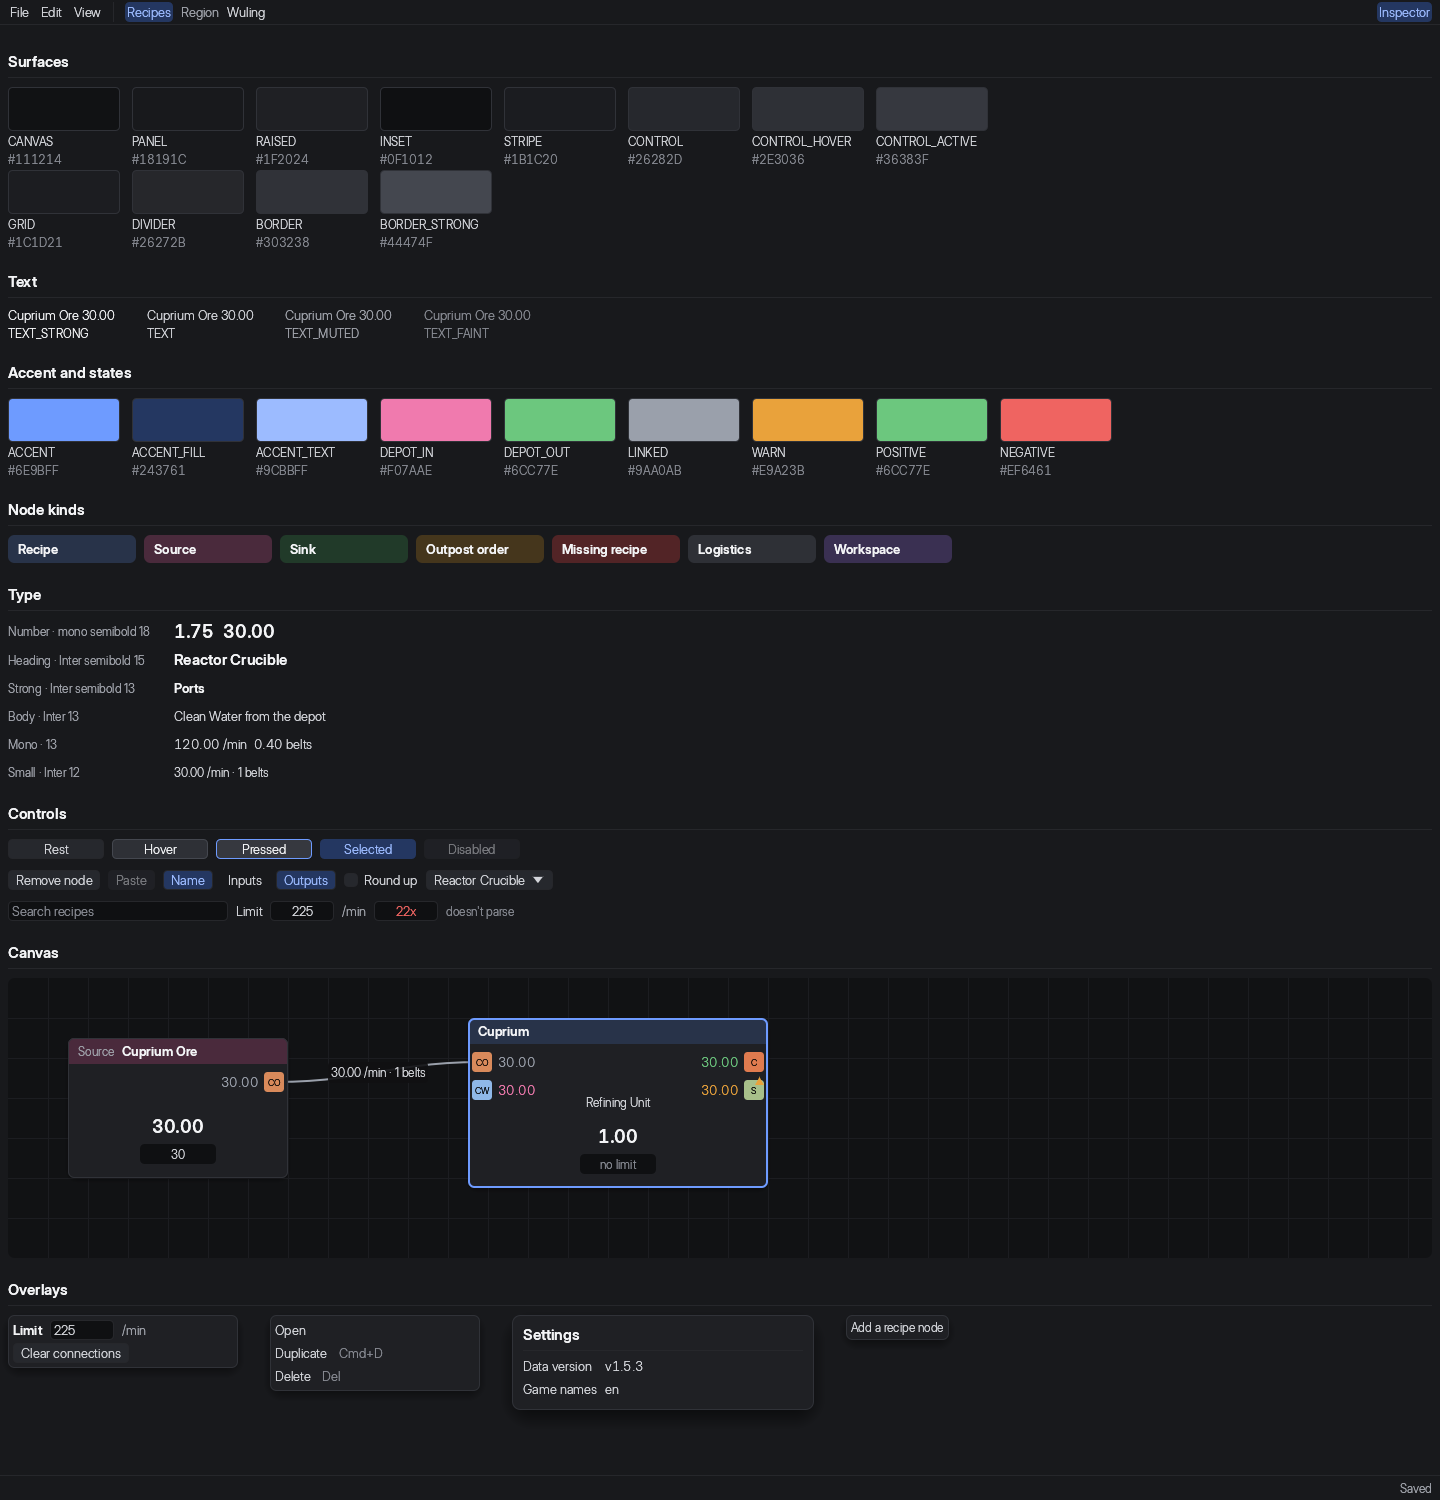 File Edit View Recipes Region Wuling Inspector
Surfaces
CANVAS PANEL RAISED INSET STRIPE CONTROL CONTROL_HOVER CONTROL_ACTIVE
#111214 #18191C #1F2024 #0F1012 #1B1C20 #26282D #2E3036 #36383F
GRID DIVIDER BORDER BORDER_STRONG
#1C1D21 #26272B #303238 #44474F
Text
Cuprium Ore 30.00 Cuprium Ore 30.00 Cuprium Ore 30.00 Cuprium Ore 30.00
TEXT_STRONG TEXT TEXT_MUTED TEXT_FAINT
Accent and states
ACCENT ACCENT_FILL ACCENT_TEXT DEPOT_IN DEPOT_OUT LINKED WARN POSITIVE NEGATIVE
#6E9BFF #243761 #9CBBFF #F07AAE #6CC77E #9AA0AB #E9A23B #6CC77E #EF6461
Node kinds
Recipe Source Sink Outpost order Missing recipe Logistics Workspace
Type
Number · mono semibold 18 1.75 30.00
Heading · Inter semibold 15 Reactor Crucible
Strong · Inter semibold 13 Ports
Body · Inter 13 Clean Water from the depot
Mono · 13 120.00 /min 0.40 belts
Small · Inter 12 30.00 /min · 1 belts
Controls
Rest Hover Pressed Selected Disabled
Remove node Paste Name Inputs Outputs Round up Reactor Crucible
Search recipes Limit 225 /min 22x doesn't parse
Canvas
Cuprium
Source Cuprium Ore
CO 30.00 30.00 C
30.00 /min · 1 belts
30.00 CO
CW 30.00 30.00 S
Refining Unit
30.00
1.00
30
no limit
Overlays
Limit 225 /min
Clear connections
Open
Duplicate Cmd+D
Delete Del
Settings
Data version v1.5.3
Game names en
Add a recipe node
Saved